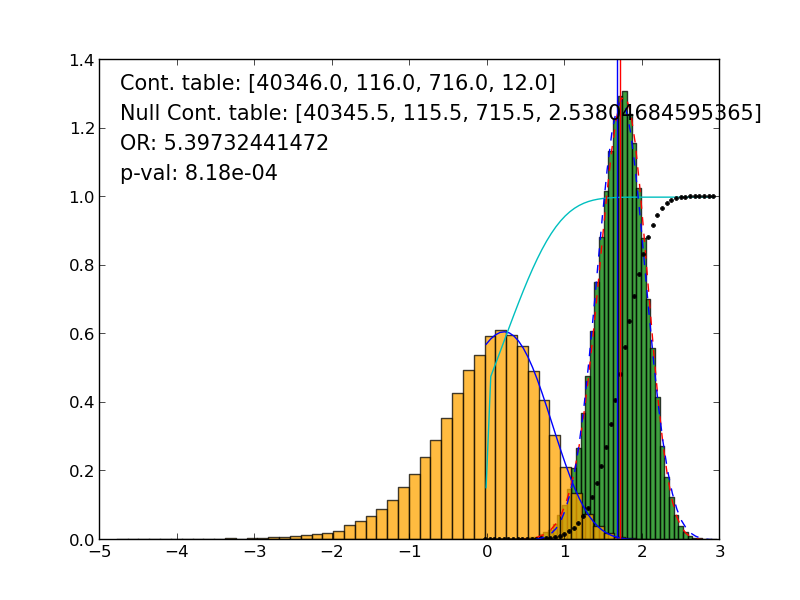 Cont. table: [40346.0, 116.0, 716.0, 12.0]
Null Cont. table: [40345.5, 115.5, 715.5, 2.53804684595365]
OR: 5.39732441472
p-val: 8.18e-04
1.4
1.2
1.0
0.8
0.6
0.4
0.2
0.0
−5 −4 −3 −2 −1 0 1 2 3